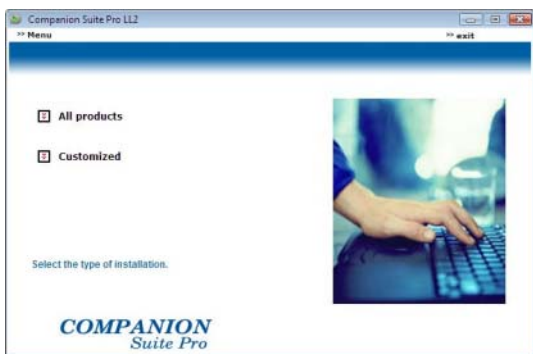 Companion Suite Pro LL2
>> Menu
>> exit
All products
Customized
Select the type of installation.
COMPANION
Suite Pro